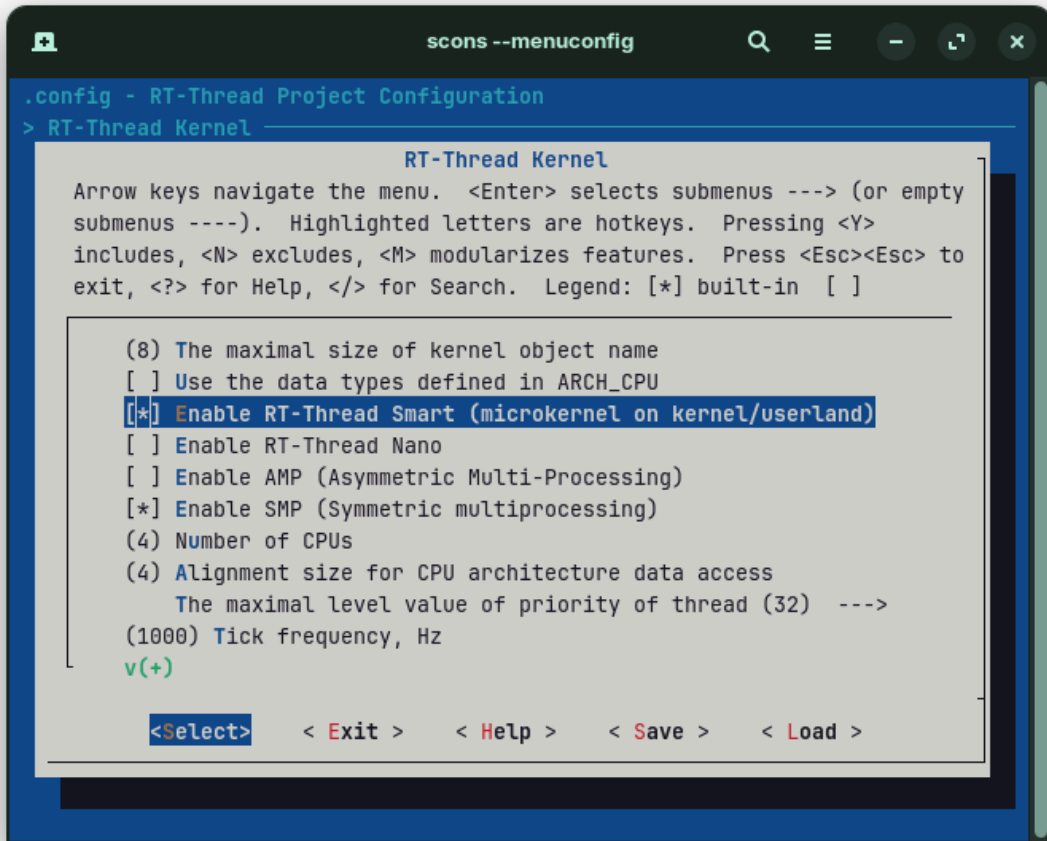 scons --menuconfig
.config - RT-Thread Project Configuration
> RT-Thread Kernel
RT-Thread Kernel
Arrow keys navigate the menu.  <Enter> selects submenus ---> (or empty
submenus ----).  Highlighted letters are hotkeys.  Pressing <Y>
includes, <N> excludes, <M> modularizes features.  Press <Esc><Esc> to
exit, <?> for Help, </> for Search.  Legend: [*] built-in  [ ]
(8) The maximal size of kernel object name
[ ] Use the data types defined in ARCH_CPU
[*] Enable RT-Thread Smart (microkernel on kernel/userland)
[ ] Enable RT-Thread Nano
[ ] Enable AMP (Asymmetric Multi-Processing)
[*] Enable SMP (Symmetric multiprocessing)
(4) Number of CPUs
(4) Alignment size for CPU architecture data access
The maximal level value of priority of thread (32)  --->
(1000) Tick frequency, Hz
v(+)
<Select>    < Exit >    < Help >    < Save >    < Load >